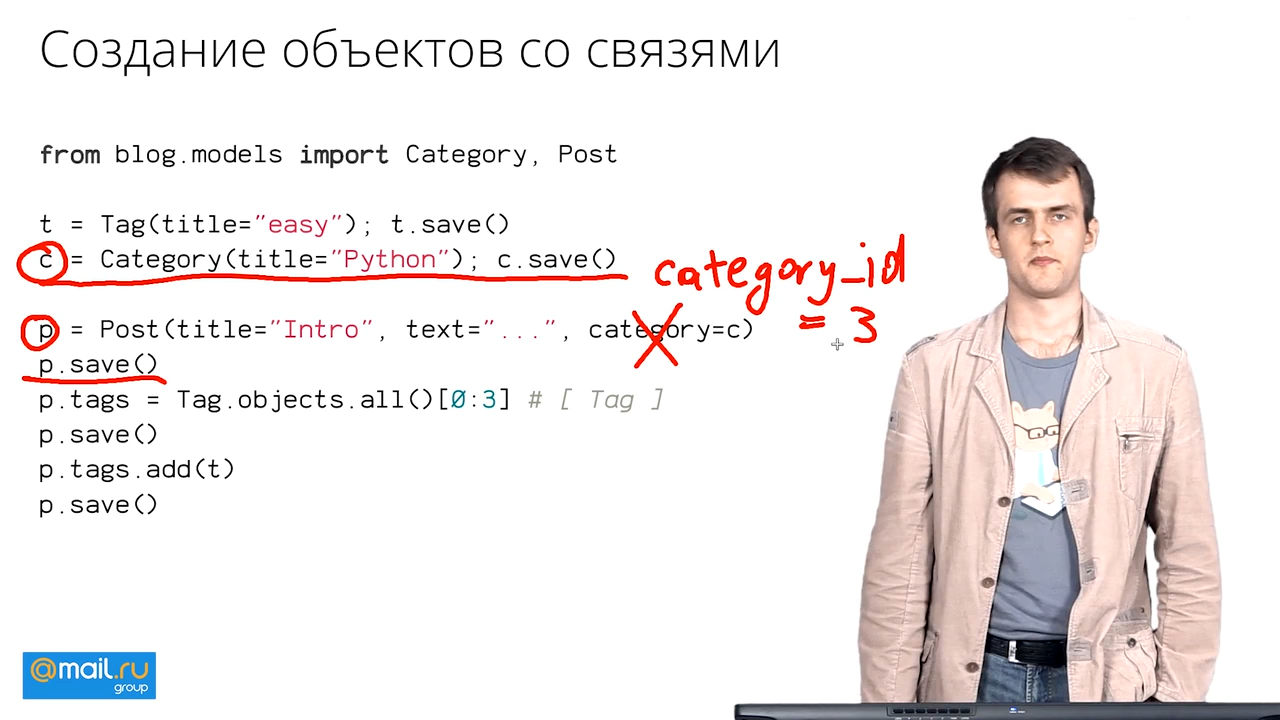 Создание объектов со связями
from blog.models import Category, Post
t = Tag(title="easy"); t.save()
c = Category(title="Python"); c.save()
category_id
= 3
p = Post(title="Intro", text="...", category=c)
p.save()
p.tags = Tag.objects.all()[0:3] # [ Tag ]
p.save()
p.tags.add(t)
p.save()
@mail.ru
group